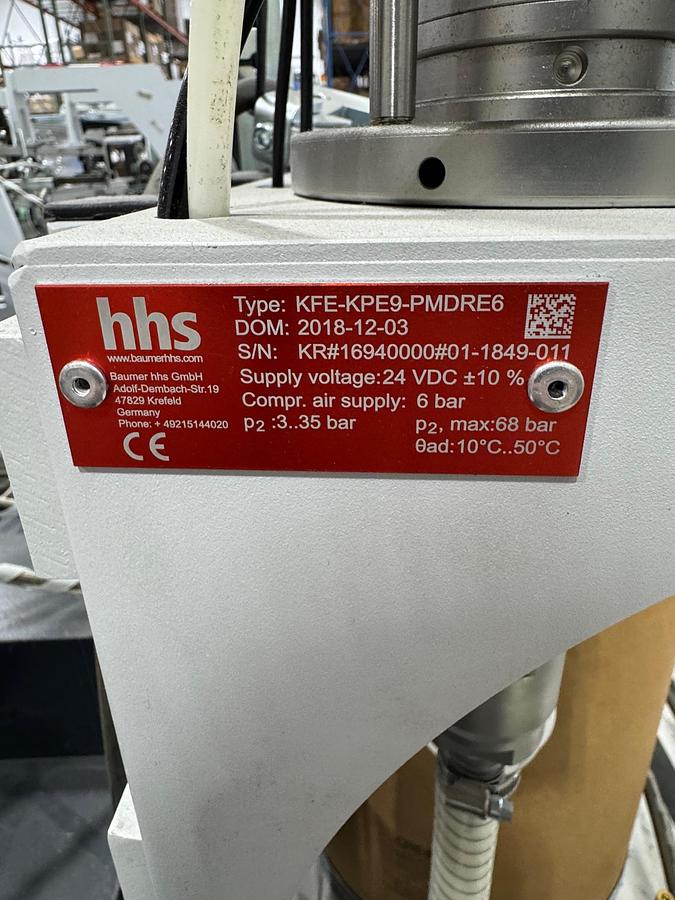 hhs
www.baumerhhs.com
Baumer hhs GmbH
Adolf-Dembach-Str.19
47829 Krefeld
Germany
Phone: + 49215144020
CE
Type: KFE-KPE9-PMDRE6
DOM: 2018-12-03
S/N: KR#16940000#01-1849-011
Supply voltage:24 VDC ±10 %
Compr. air supply: 6 bar
p₂ :3..35 bar p₂, max:68 bar
θad:10°C..50°C